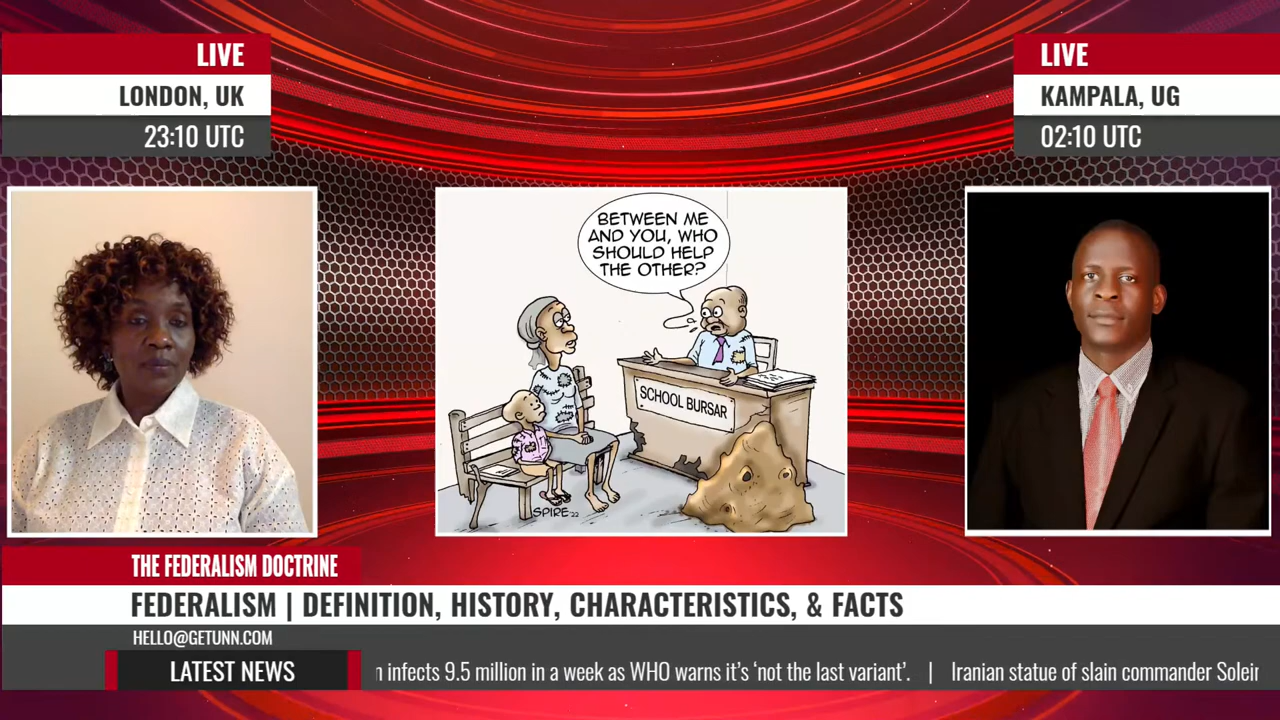 LIVE
LONDON, UK
23:10 UTC
LIVE
KAMPALA, UG
02:10 UTC
BETWEEN ME
AND YOU, WHO
SHOULD HELP
THE OTHER?
SCHOOL BURSAR
SPIRE 22
THE FEDERALISM DOCTRINE
FEDERALISM | DEFINITION, HISTORY, CHARACTERISTICS, & FACTS
HELLO@GETUNN.COM
LATEST NEWS
infects 9.5 million in a week as WHO warns it's ‘not the last variant’. | Iranian statue of slain commander